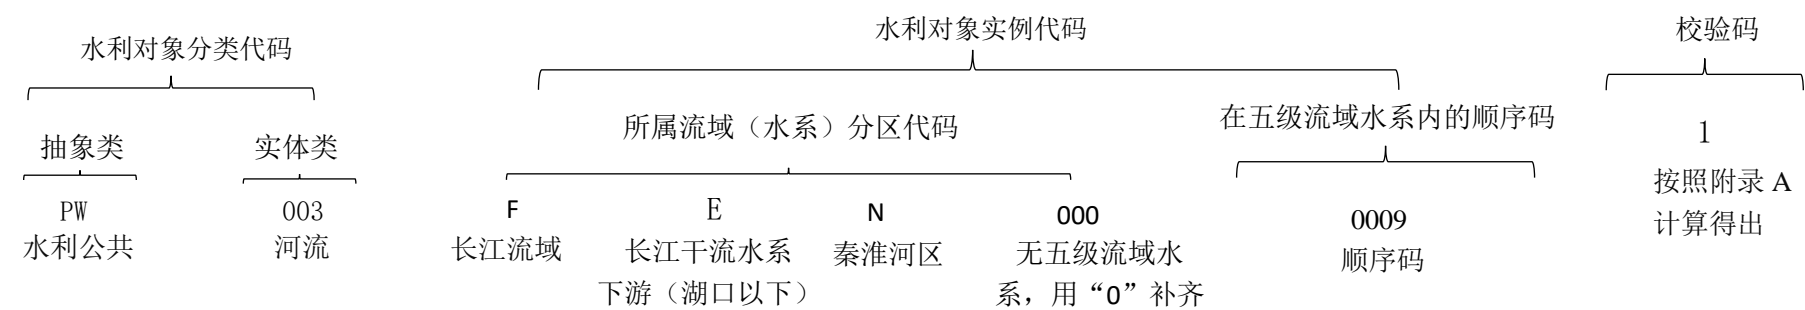 水利对象分类代码
水利对象实例代码
校验码
抽象类
实体类
所属流域（水系）分区代码
在五级流域水系内的顺序码
1
按照附录 A
计算得出
PW
水利公共
003
河流
F
长江流域
E
长江干流水系
下游（湖口以下）
N
秦淮河区
000
无五级流域水
系，用“0”补齐
0009
顺序码